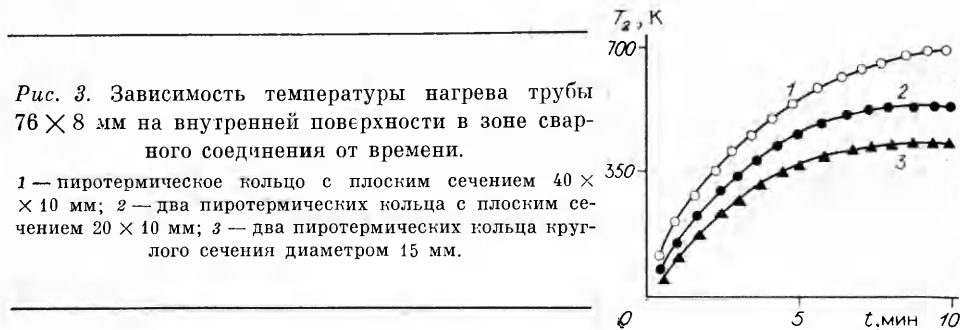 Рис. 3. Зависимость температуры нагрева трубы
76 × 8 мм на внутренней поверхности в зоне свар-
ного соединения от времени.
1 — пиротермическое кольцо с плоским сечением 40 ×
× 10 мм; 2 — два пиротермических кольца с плоским се-
чением 20 × 10 мм; 3 — два пиротермических кольца круг-
лого сечения диаметром 15 мм.
T₂, К
700
350
1
2
3
0 5 t, мин 10